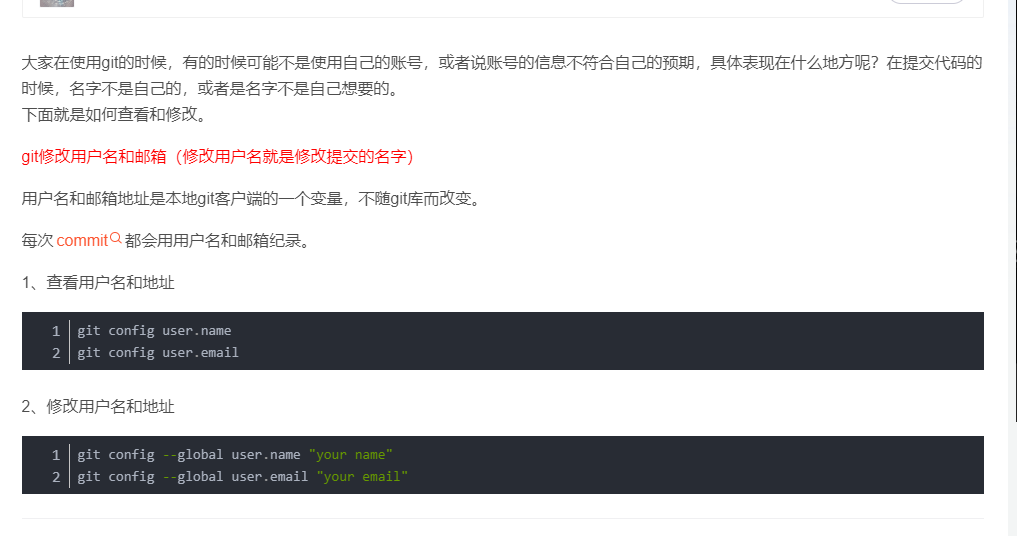 大家在使用git的时候，有的时候可能不是使用自己的账号，或者说账号的信息不符合自己的预期，具体表现在什么地方呢？在提交代码的
时候，名字不是自己的，或者是名字不是自己想要的。
下面就是如何查看和修改。
git修改用户名和邮箱（修改用户名就是修改提交的名字）
用户名和邮箱地址是本地git客户端的一个变量，不随git库而改变。
每次 commit 都会用用户名和邮箱纪录。
1、查看用户名和地址
1 git config user.name
2 git config user.email
2、修改用户名和地址
1 git config --global user.name "your name"
2 git config --global user.email "your email"